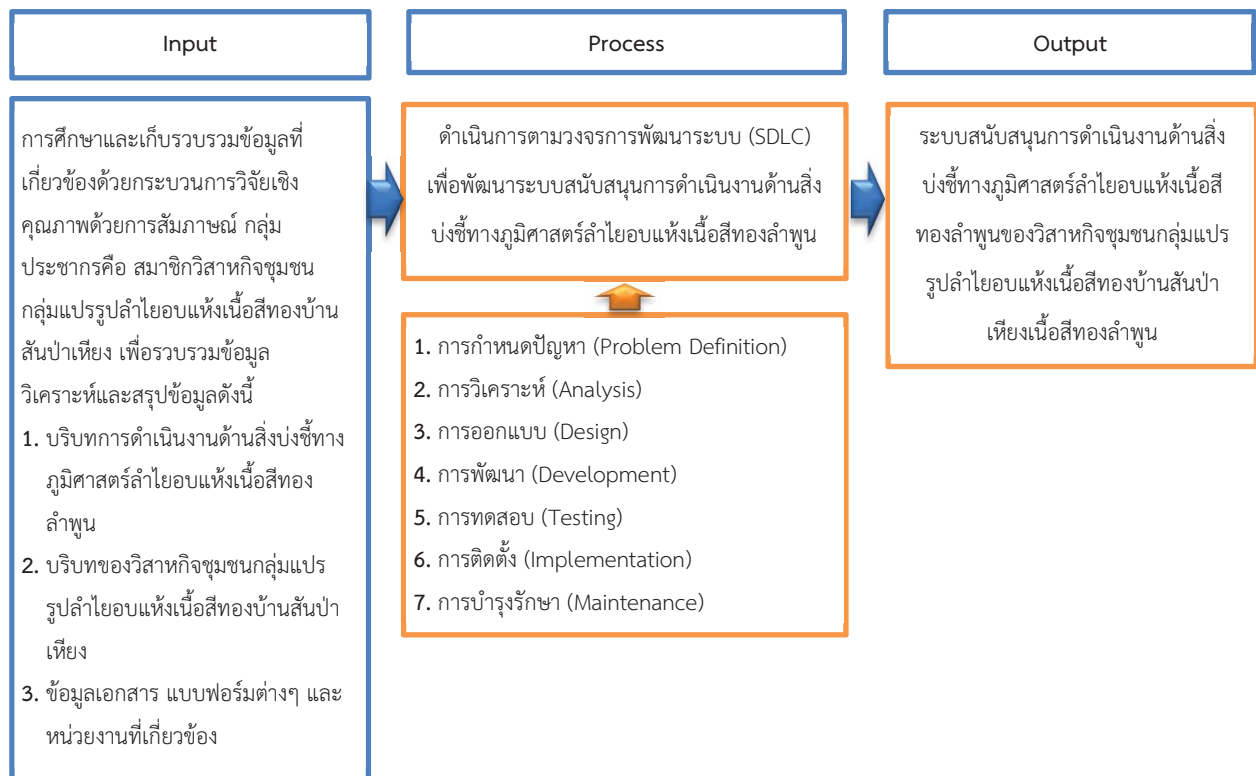 Input
การศึกษาและเก็บรวบรวมข้อมูลที่
เกี่ยวข้องด้วยกระบวนการวิจัยเชิง
คุณภาพด้วยการสัมภาษณ์ กลุ่ม
ประชากรคือ สมาชิกวิสาหกิจชุมชน
กลุ่มแปรรูปลำไยอบแห้งเนื้อสีทองบ้าน
สันป่าเหียง เพื่อรวบรวมข้อมูล
วิเคราะห์และสรุปข้อมูลดังนี้
1. บริบทการดำเนินงานด้านสิ่งบ่งชี้ทาง
ภูมิศาสตร์ลำไยอบแห้งเนื้อสีทอง
ลำพูน
2. บริบทของวิสาหกิจชุมชนกลุ่มแปร
รูปลำไยอบแห้งเนื้อสีทองบ้านสันป่า
เหียง
3. ข้อมูลเอกสาร แบบฟอร์มต่างๆ และ
หน่วยงานที่เกี่ยวข้อง
Process
ดำเนินการตามวงจรการพัฒนาระบบ (SDLC)
เพื่อพัฒนาระบบสนับสนุนการดำเนินงานด้านสิ่ง
บ่งชี้ทางภูมิศาสตร์ลำไยอบแห้งเนื้อสีทองลำพูน
1. การกำหนดปัญหา (Problem Definition)
2. การวิเคราะห์ (Analysis)
3. การออกแบบ (Design)
4. การพัฒนา (Development)
5. การทดสอบ (Testing)
6. การติดตั้ง (Implementation)
7. การบำรุงรักษา (Maintenance)
Output
ระบบสนับสนุนการดำเนินงานด้านสิ่ง
บ่งชี้ทางภูมิศาสตร์ลำไยอบแห้งเนื้อสี
ทองลำพูนของวิสาหกิจชุมชนกลุ่มแปร
รูปลำไยอบแห้งเนื้อสีทองบ้านสันป่า
เหียงเนื้อสีทองลำพูน